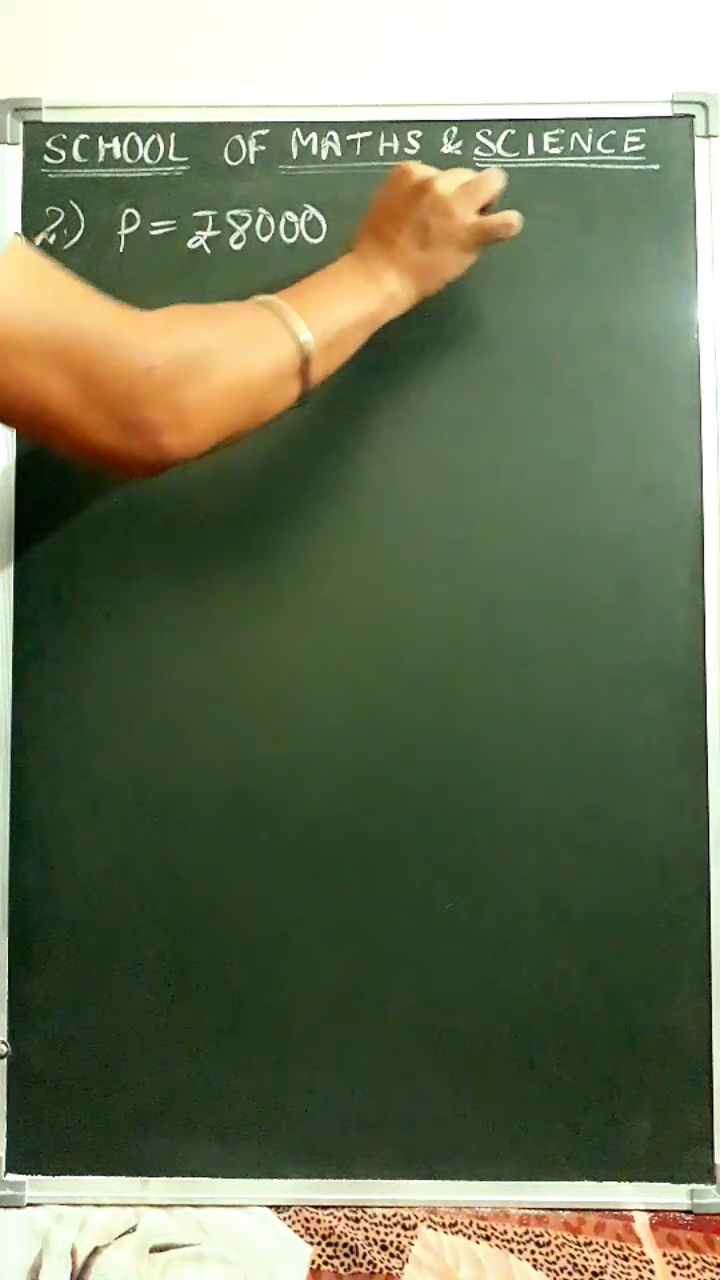 SCHOOL OF MATHS & SCIENCE
2.) P = ₹8000